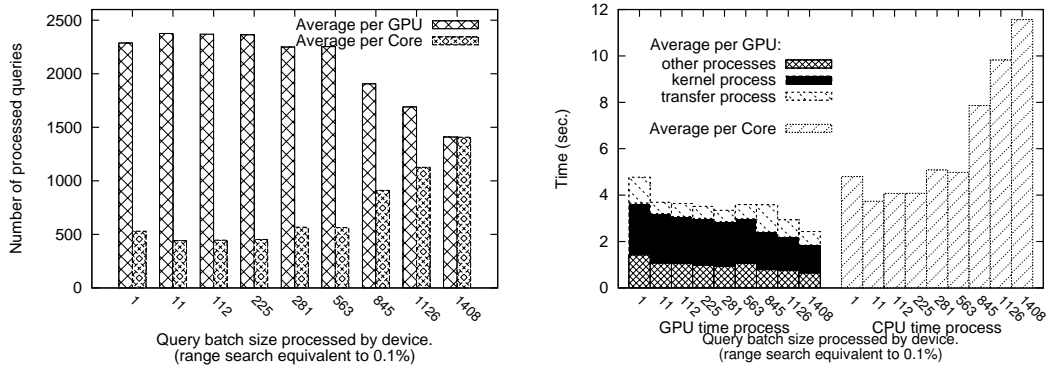 2500
2000
1500
1000
500
0
Number of processed queries
Average per GPU
Average per Core
1
11
112
225
281
563
845
1126
1408
Query batch size processed by device.
(range search equivalent to 0.1%)
12
10
8
6
4
2
0
Time (sec.)
Average per GPU:
other processes
kernel process
transfer process
Average per Core
1
11
112
225
281
563
845
1126
1408
1
11
112
225
281
563
845
1126
1408
GPU time process
CPU time process
Query batch size processed by device.
(range search equivalent to 0.1%)